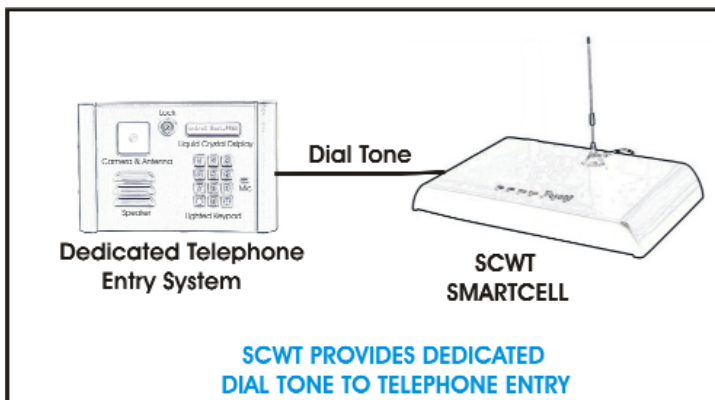 Lock
Liquid Crystal Display
Camera & Antenna
Mic
Speaker
Lighted Keypad
Dial Tone
Dedicated Telephone
Entry System
SCWT
SMARTCELL
SCWT PROVIDES DEDICATED
DIAL TONE TO TELEPHONE ENTRY